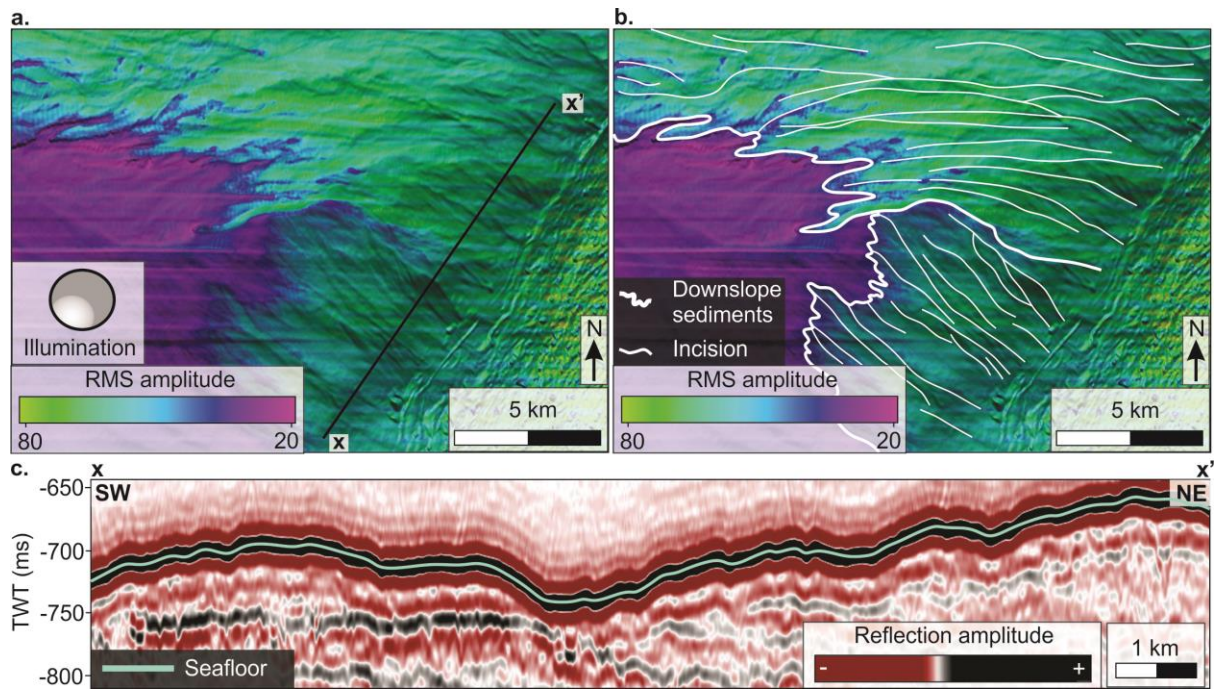 a.
x'
x
Illumination
RMS amplitude
80
20
N
5 km
b.
Downslope
sediments
Incision
RMS amplitude
80
20
N
5 km
c.
x
x'
SW
NE
-650
-700
-750
-800
TWT (ms)
Seafloor
Reflection amplitude
-
+
1 km